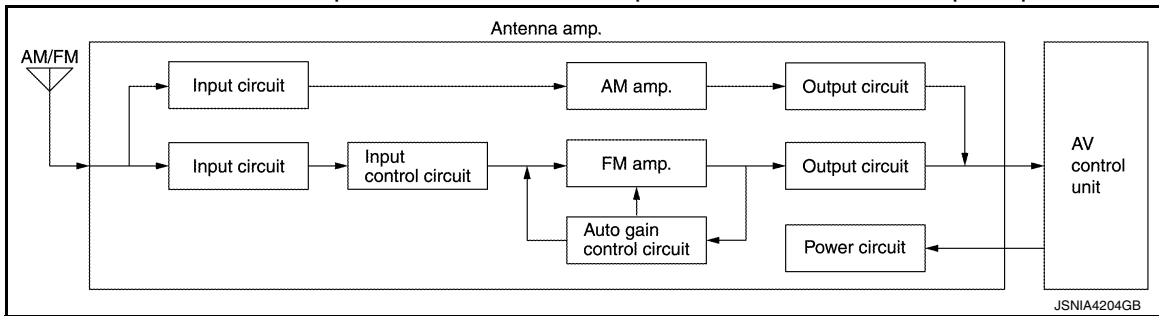 Antenna amp.
AM/FM
Input circuit
AM amp.
Output circuit
Input circuit
Input
control circuit
FM amp.
Output circuit
AV
control
unit
Auto gain
control circuit
Power circuit
JSNIA4204GB